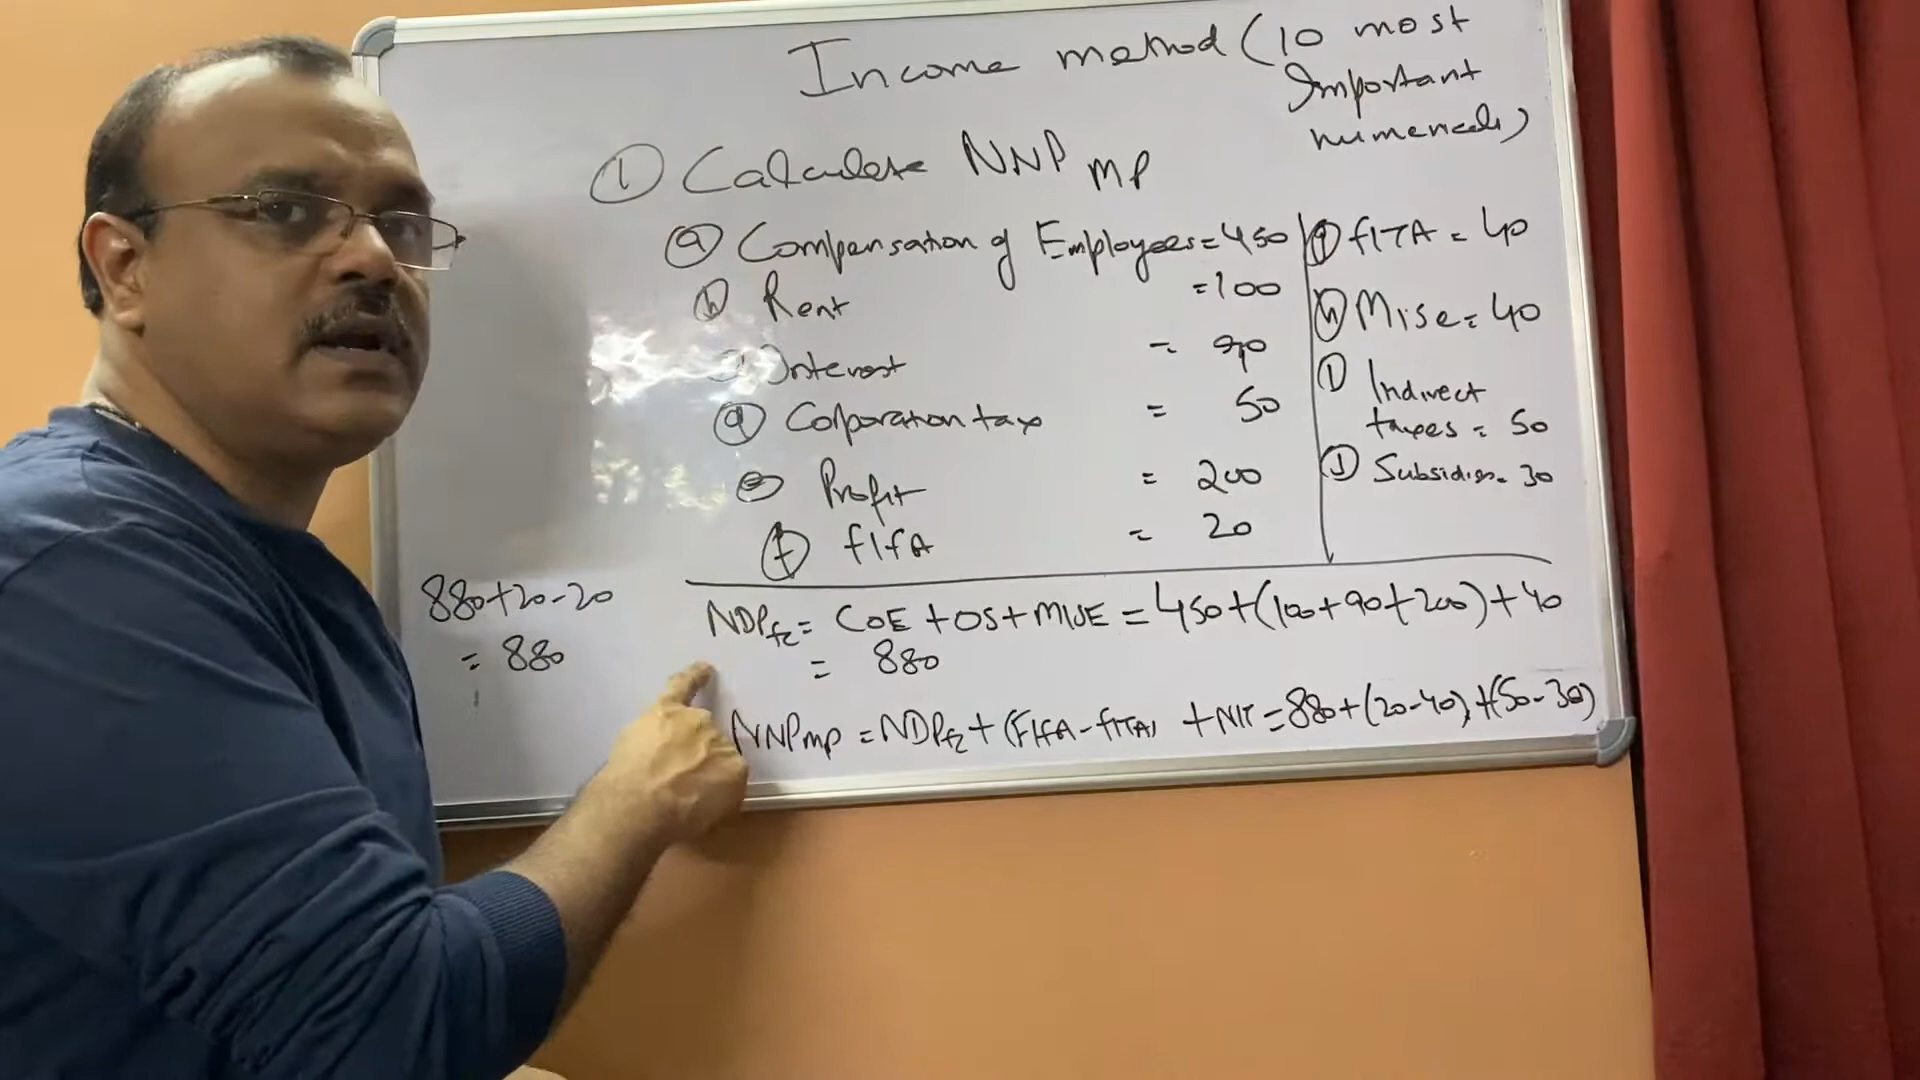 Income method (10 most
Important
numericals)
① Calculate NNP MP
ⓐ Compensation of Employees = 450
ⓑ Rent = 100
Interest = 90
ⓓ Corporation tax = 50
ⓔ Profit = 200
ⓕ fIfA = 20
ⓖ fITA = 40
ⓗ Mise = 40
ⓘ Indirect
taxes = 50
ⓙ Subsidies = 30
NDPfc = COE + OS + MISE = 450 + (100 + 90 + 200) + 40
= 880
NNPmp = NDPfc + (FIfA - fITA) + NIT = 880 + (20 - 40) + (50 - 30)
880 + 20 - 20
= 880